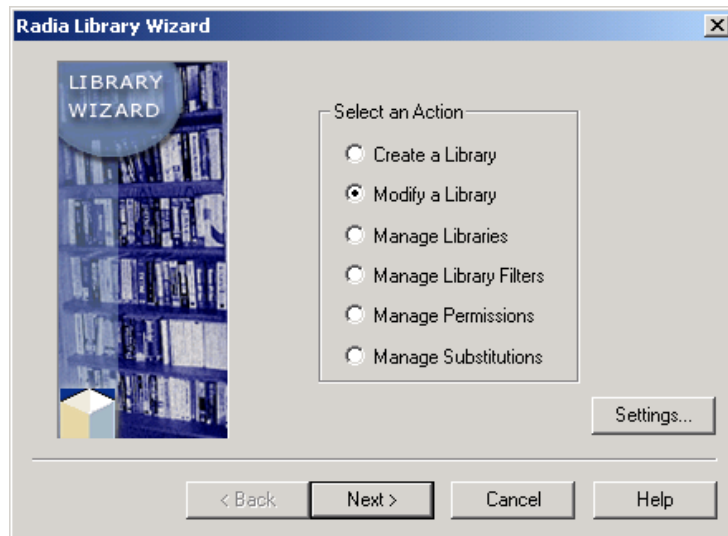 Radia Library Wizard
LIBRARY
WIZARD
Select an Action
Create a Library
Modify a Library
Manage Libraries
Manage Library Filters
Manage Permissions
Manage Substitutions
Settings...
< Back
Next >
Cancel
Help